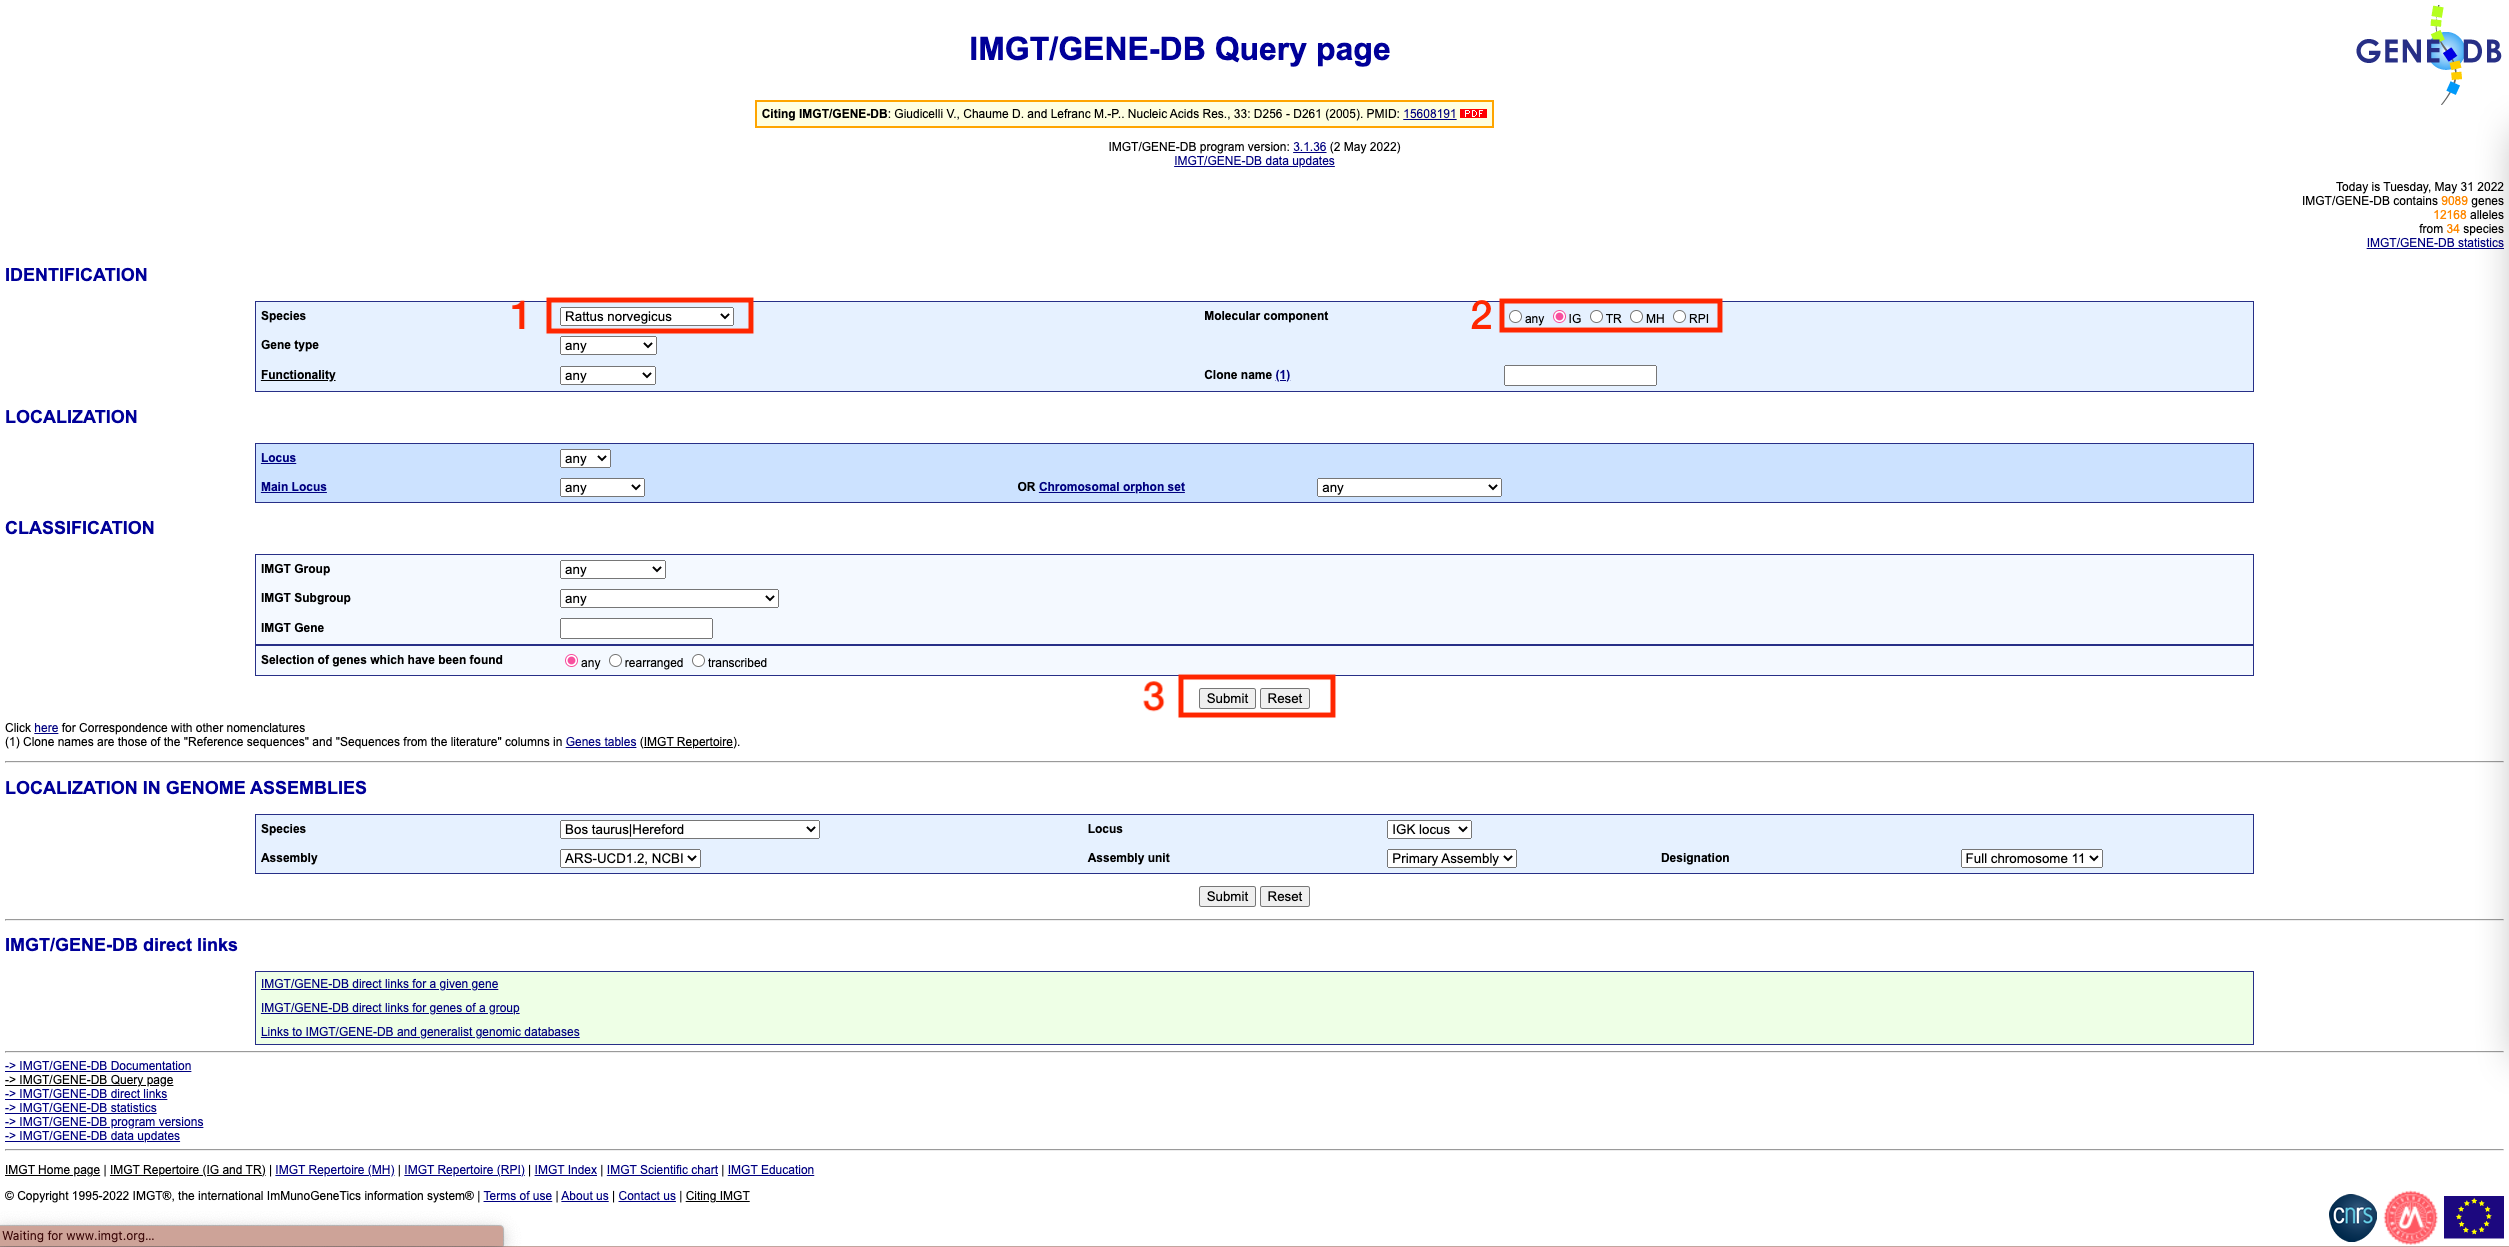 IMGT/GENE-DB Query page
GENE-DB
Citing IMGT/GENE-DB: Giudicelli V., Chaume D. and Lefranc M.-P.. Nucleic Acids Res., 33: D256 - D261 (2005). PMID: 15608191 PDF
IMGT/GENE-DB program version: 3.1.36 (2 May 2022)
IMGT/GENE-DB data updates
Today is Tuesday, May 31 2022
IMGT/GENE-DB contains 9089 genes
12168 alleles
from 34 species
IMGT/GENE-DB statistics
IDENTIFICATION
Species 1 Rattus norvegicus Molecular component 2 any IG TR MH RPI
Gene type any
Functionality any Clone name (1)
LOCALIZATION
Locus any
Main Locus any OR Chromosomal orphon set any
CLASSIFICATION
IMGT Group any
IMGT Subgroup any
IMGT Gene
Selection of genes which have been found any rearranged transcribed
3 Submit Reset
Click here for Correspondence with other nomenclatures
(1) Clone names are those of the "Reference sequences" and "Sequences from the literature" columns in Genes tables (IMGT Repertoire).
LOCALIZATION IN GENOME ASSEMBLIES
Species Bos taurus|Hereford Locus IGK locus
Assembly ARS-UCD1.2, NCBI Assembly unit Primary Assembly Designation Full chromosome 11
Submit Reset
IMGT/GENE-DB direct links
IMGT/GENE-DB direct links for a given gene
IMGT/GENE-DB direct links for genes of a group
Links to IMGT/GENE-DB and generalist genomic databases
-> IMGT/GENE-DB Documentation
-> IMGT/GENE-DB Query page
-> IMGT/GENE-DB direct links
-> IMGT/GENE-DB statistics
-> IMGT/GENE-DB program versions
-> IMGT/GENE-DB data updates
IMGT Home page | IMGT Repertoire (IG and TR) | IMGT Repertoire (MH) | IMGT Repertoire (RPI) | IMGT Index | IMGT Scientific chart | IMGT Education
© Copyright 1995-2022 IMGT®, the international ImMunoGeneTics information system® | Terms of use | About us | Contact us | Citing IMGT
cnrs
Waiting for www.imgt.org...